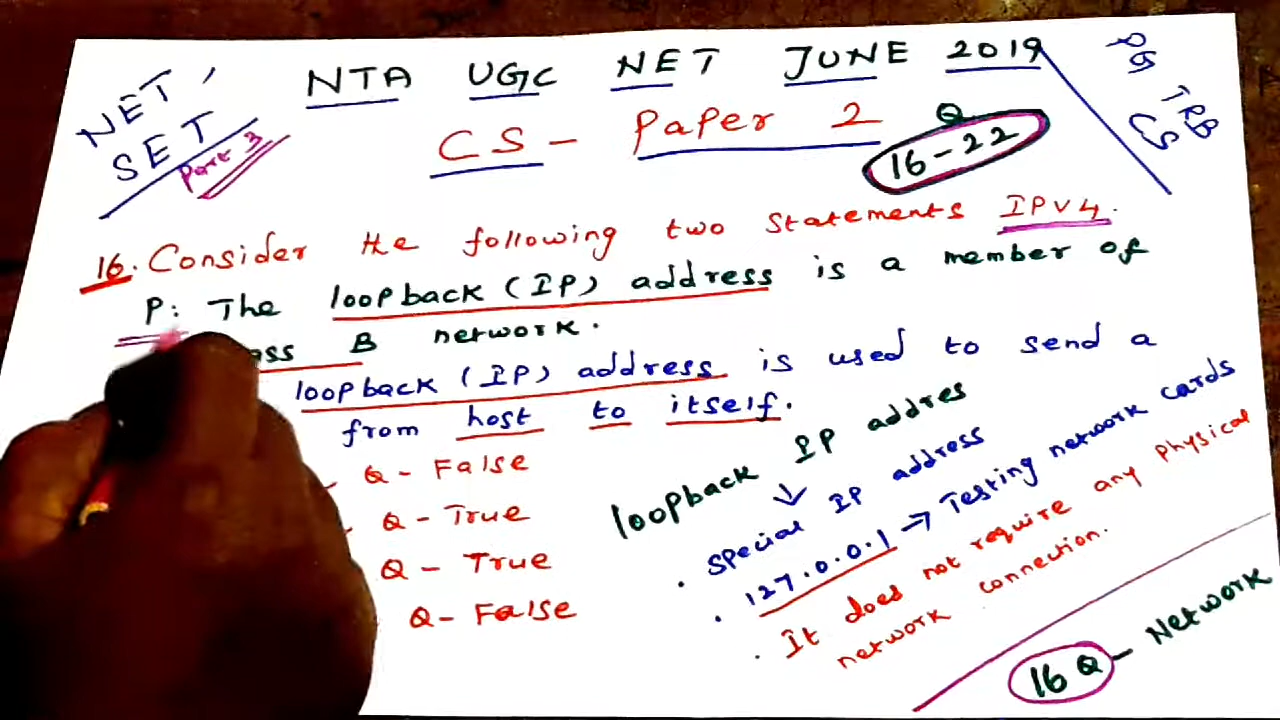 NET,
SET
Part 3
NTA UGC NET JUNE 2019
CS - Paper 2
Q
16-22
PG TRB
CS
16. Consider the following two statements IPV4.
P: The loopback (IP) address is a member of
B network.
loopback (IP) address is used to send a
from host to itself.
Q - False
Q - True
Q - True
Q - False
loopback IP addres
Special IP address
127.0.0.1 → Testing network cards
It does not require any physical
network connection.
16 Q - Network